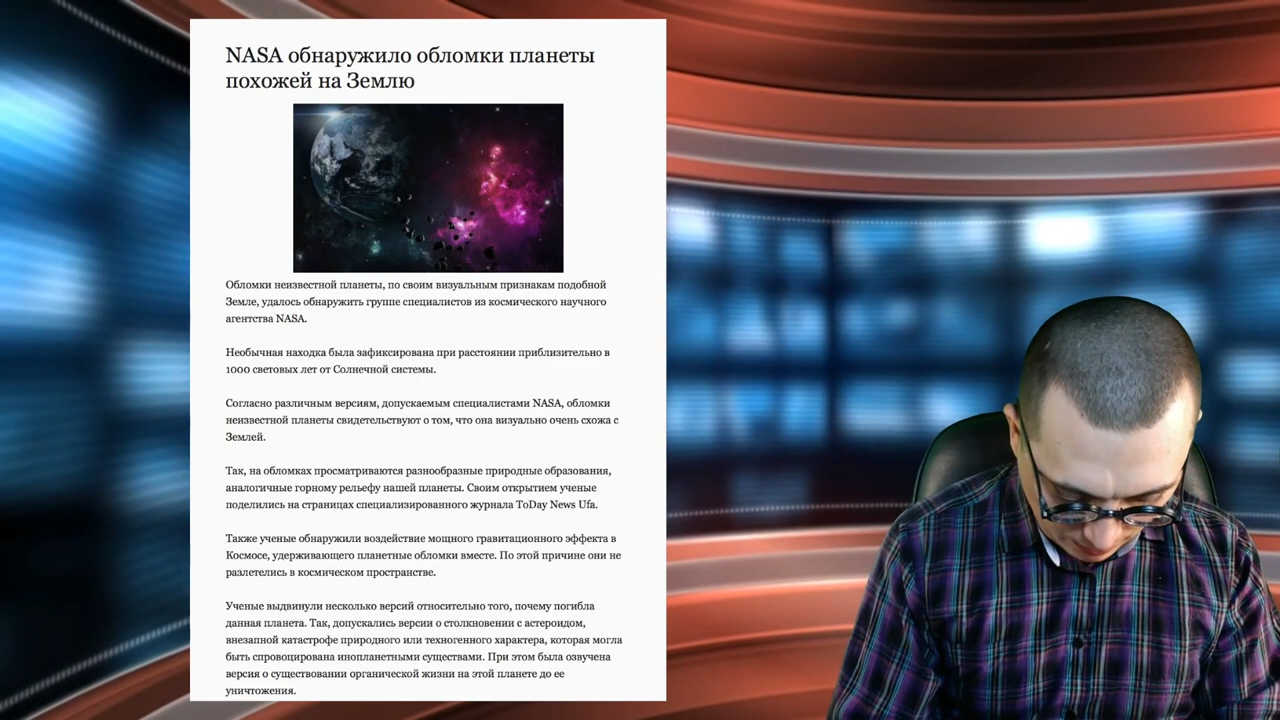 NASA обнаружило обломки планеты
похожей на Землю
Обломки неизвестной планеты, по своим визуальным признакам подобной
Земле, удалось обнаружить группе специалистов из космического научного
агентства NASA.
Необычная находка была зафиксирована при расстоянии приблизительно в
1000 световых лет от Солнечной системы.
Согласно различным версиям, допускаемым специалистами NASA, обломки
неизвестной планеты свидетельствуют о том, что она визуально очень схожа с
Землей.
Так, на обломках просматриваются разнообразные природные образования,
аналогичные горному рельефу нашей планеты. Своим открытием ученые
поделились на страницах специализированного журнала ToDay News Ufa.
Также ученые обнаружили воздействие мощного гравитационного эффекта в
Космосе, удерживающего планетные обломки вместе. По этой причине они не
разлетелись в космическом пространстве.
Ученые выдвинули несколько версий относительно того, почему погибла
данная планета. Так, допускались версии о столкновении с астероидом,
внезапной катастрофе природного или техногенного характера, которая могла
быть спровоцирована инопланетными существами. При этом была озвучена
версия о существовании органической жизни на этой планете до ее
уничтожения.